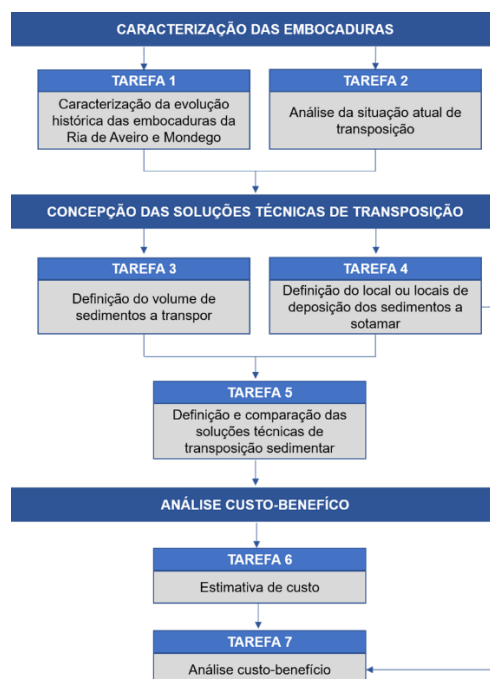 CARACTERIZAÇÃO DAS EMBOCADURAS
TAREFA 1
Caracterização da evolução
histórica das embocaduras da
Ria de Aveiro e Mondego
TAREFA 2
Análise da situação atual de
transposição
CONCEPÇÃO DAS SOLUÇÕES TÉCNICAS DE TRANSPOSIÇÃO
TAREFA 3
Definição do volume de
sedimentos a transpor
TAREFA 4
Definição do local ou locais de
deposição dos sedimentos a
sotamar
TAREFA 5
Definição e comparação das
soluções técnicas de
transposição sedimentar
ANÁLISE CUSTO-BENEFÍCO
TAREFA 6
Estimativa de custo
TAREFA 7
Análise custo-benefício